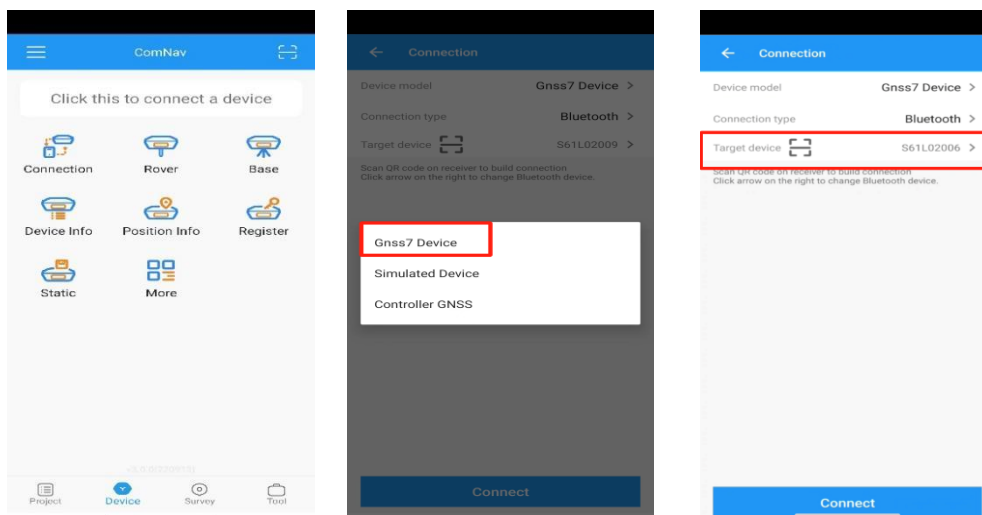 ComNav
Click this to connect a device
Connection
Rover
Base
Device Info
Position Info
Register
Static
More
Project
Device
Survey
Tool
Connection
Device model Gnss7 Device >
Connection type Bluetooth >
Target device S61L02009 >
Scan QR code on receiver to build connection
Click arrow on the right to change Bluetooth device.
Gnss7 Device
Simulated Device
Controller GNSS
Connect
Connection
Device model Gnss7 Device >
Connection type Bluetooth >
Target device S61L02006 >
Scan QR code on receiver to build connection
Click arrow on the right to change Bluetooth device.
Connect